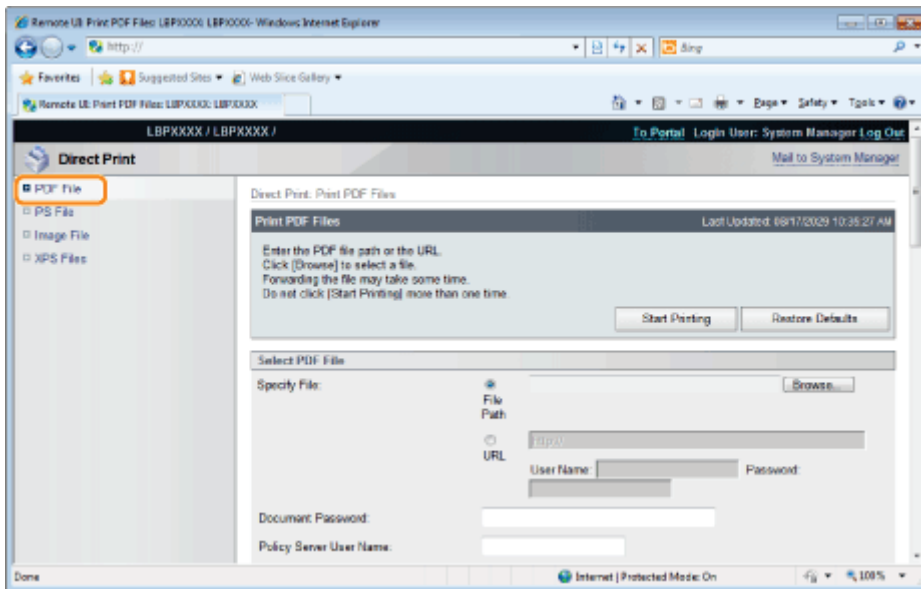 Remote UI: Print PDF Files: LBPXXXX: LBPXXXX - Windows Internet Explorer
http://
Bing
Favorites Suggested Sites Web Slice Gallery
Remote UI: Print PDF Files: LBPXXXX: LBPXXXX
Page Safety Tools
LBPXXXX / LBPXXXX /
To Portal Login User: System Manager Log Out
Direct Print
Mail to System Manager
PDF File
PS File
Image File
XPS Files
Direct Print: Print PDF Files
Print PDF Files
Last Updated: 08/17/2029 10:35:27 AM
Enter the PDF file path or the URL.
Click [Browse] to select a file.
Forwarding the file may take some time.
Do not click [Start Printing] more than one time.
Start Printing Restore Defaults
Select PDF File
Specify File:
File Path
Browse...
URL
http://
User Name: Password:
Document Password:
Policy Server User Name:
Done
Internet | Protected Mode: On
100%